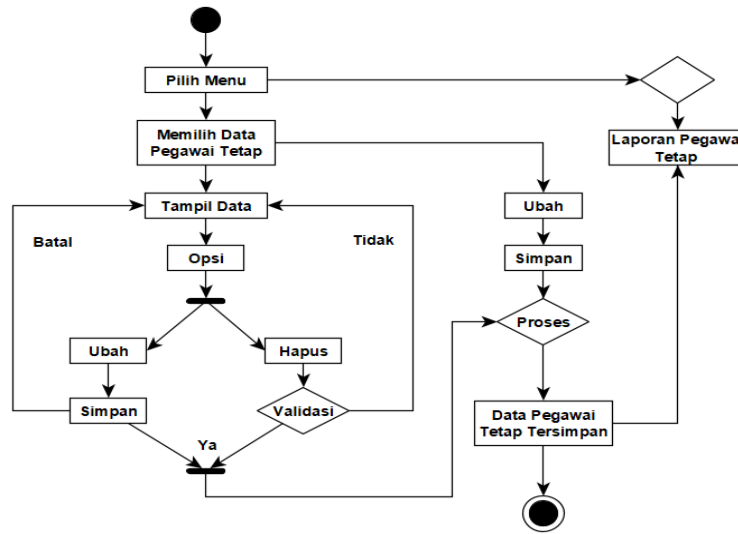 Pilih Menu
Memilih Data
Pegawai Tetap
Laporan Pegawa
Tetap
Tampil Data
Ubah
Batal
Tidak
Opsi
Simpan
Proses
Ubah
Hapus
Simpan
Validasi
Data Pegawai
Tetap Tersimpan
Ya